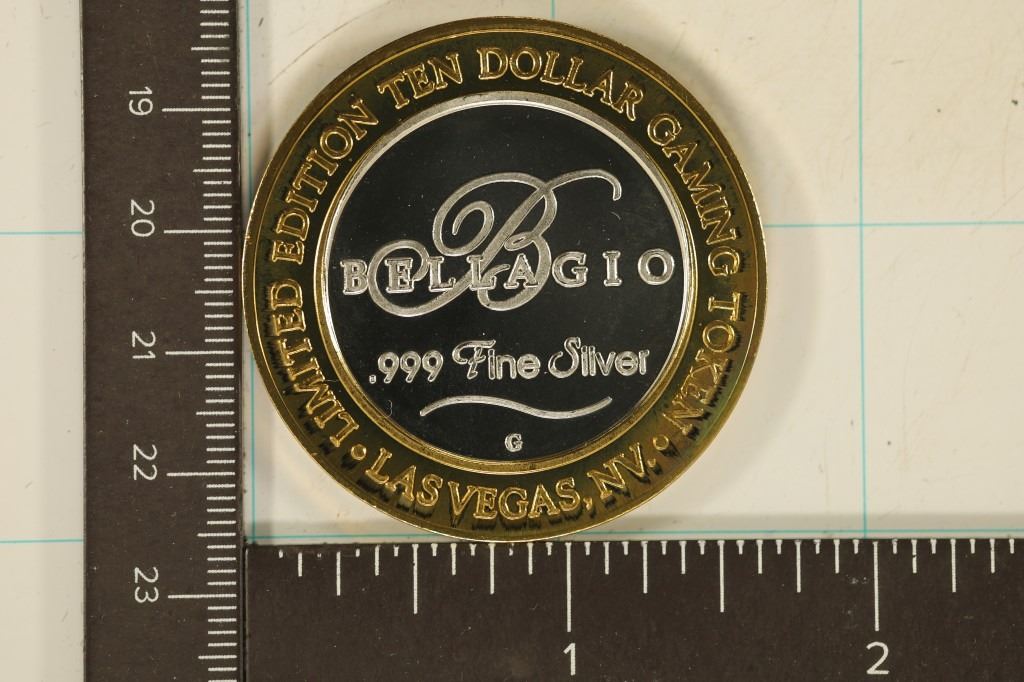 LIMITED EDITION TEN DOLLAR GAMING TOKEN
B
BELLAGIO
.999 Fine Silver
G
• LAS VEGAS, NV. •
19
20
21
22
23
1
2